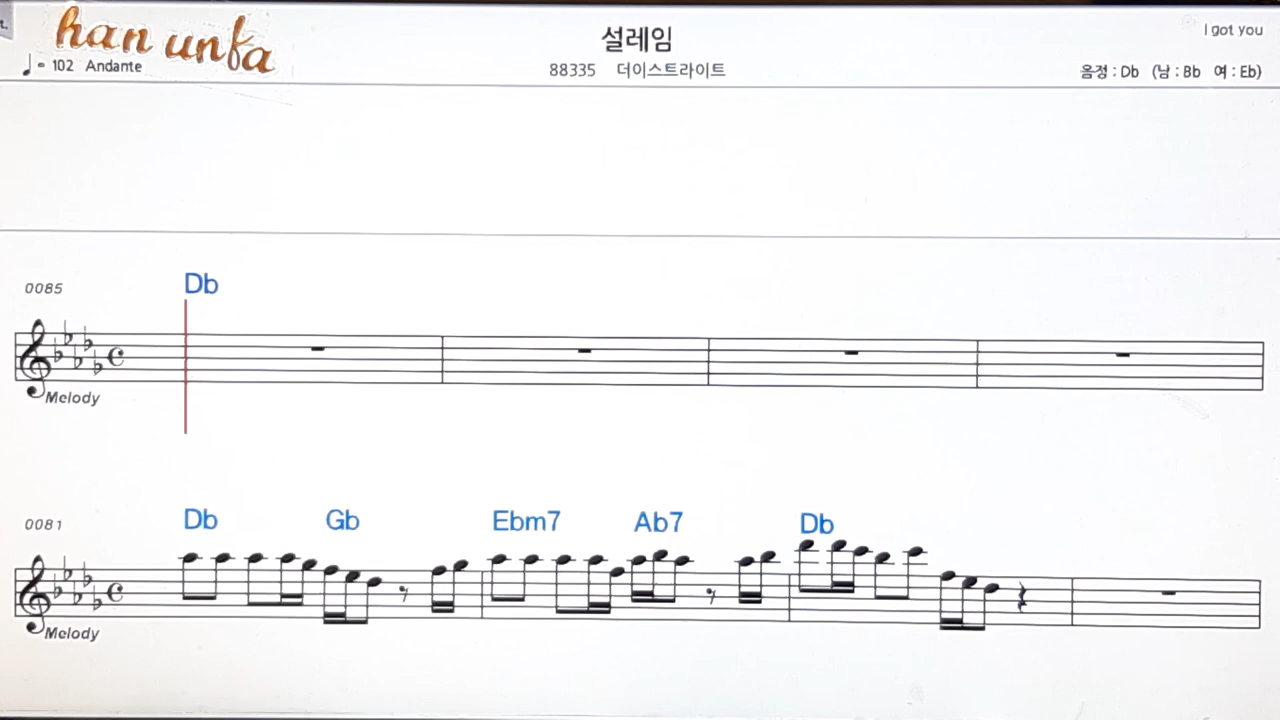 han unfa
I got you
설레임
♩ = 102 Andante
88335 더이스트라이트
음정 : Db (남 : Bb 여 : Eb)
0085
Db
Melody
0081
Db Gb Ebm7 Ab7 Db
Melody